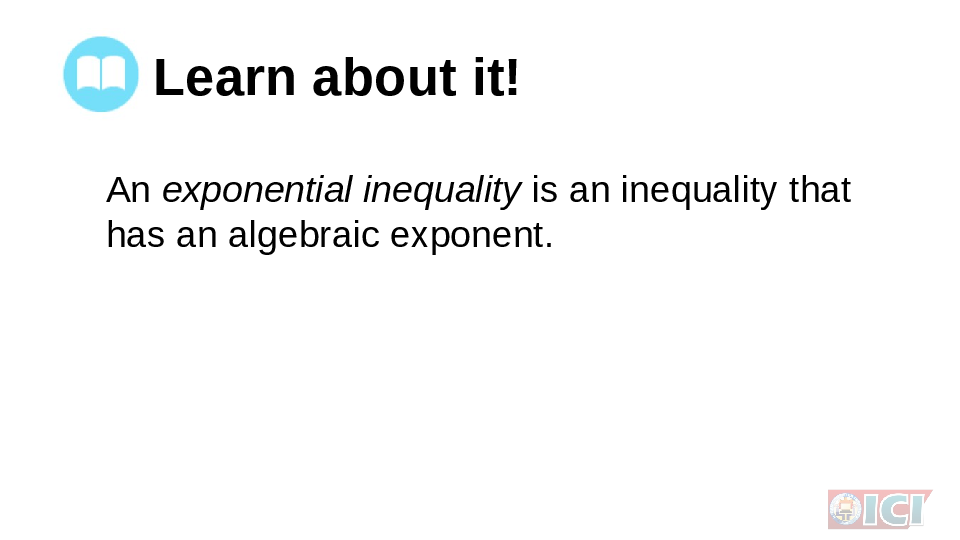 Learn about it!
An exponential inequality is an inequality that
has an algebraic exponent.
ICI